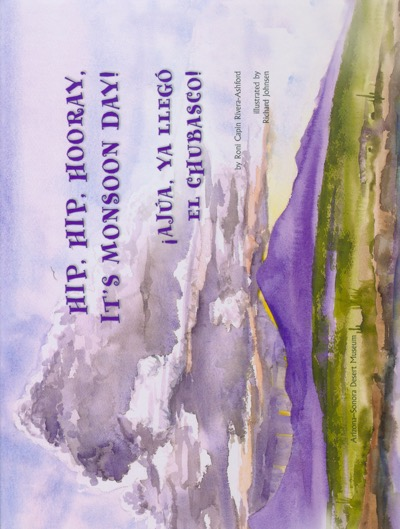 HIP, HIP, HOORAY,
IT'S MONSOON DAY!
¡AJÚA, YA LLEGÓ
EL CHUBASCO!
by Roni Capin Rivera-Ashford
illustrated by
Richard Johnsen
Arizona-Sonora Desert Museum